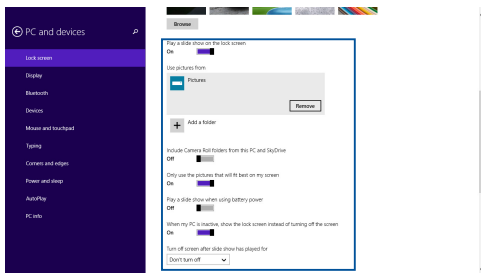 Browse
PC and devices
Lock screen
Display
Bluetooth
Devices
Mouse and touchpad
Typing
Corners and edges
Power and sleep
AutoPlay
PC info
Play a slide show on the lock screen
On
Use pictures from
Pictures
Remove
Add a folder
Include Camera Roll folders from this PC and SkyDrive
Off
Only use the pictures that will fit best on my screen
On
Play a slide show when using battery power
Off
When my PC is inactive, show the lock screen instead of turning off the screen
On
Turn off screen after slide show has played for
Don't turn off